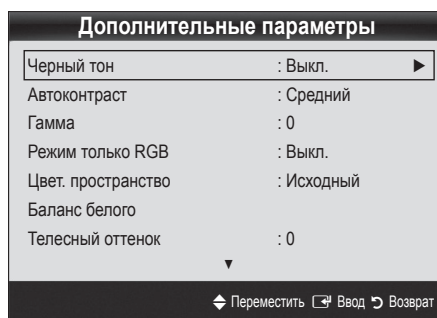 Дополнительные параметры
Черный тон : Выкл. ►
Автоконтраст : Средний
Гамма : 0
Режим только RGB : Выкл.
Цвет. пространство : Исходный
Баланс белого
Телесный оттенок : 0
▼
Переместить Ввод Возврат